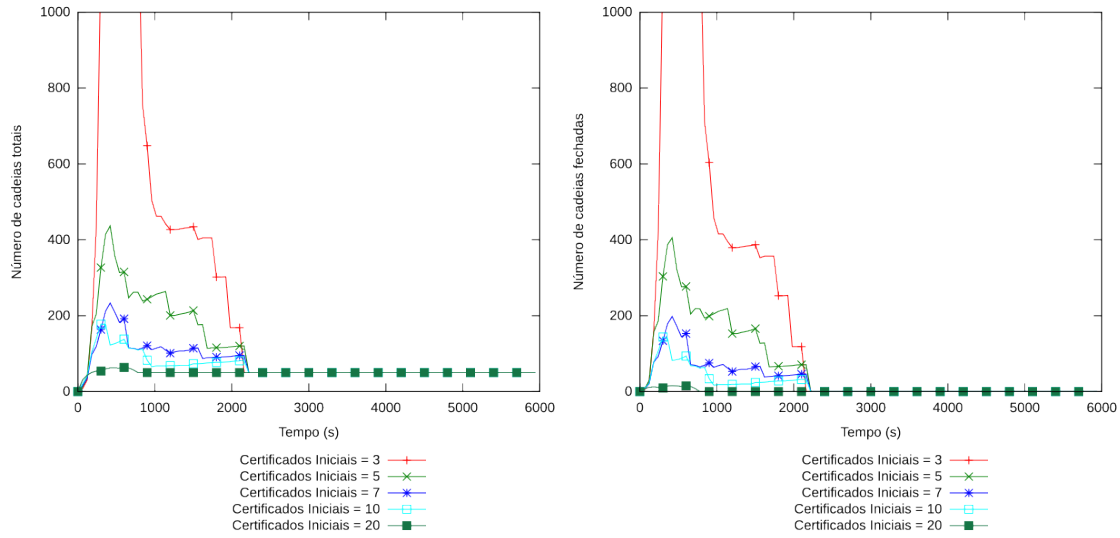 Número de cadeias totais
1000
800
600
400
200
0
0 1000 2000 3000 4000 5000 6000
Tempo (s)
Certificados Iniciais = 3
Certificados Iniciais = 5
Certificados Iniciais = 7
Certificados Iniciais = 10
Certificados Iniciais = 20
Número de cadeias fechadas
1000
800
600
400
200
0
0 1000 2000 3000 4000 5000 6000
Tempo (s)
Certificados Iniciais = 3
Certificados Iniciais = 5
Certificados Iniciais = 7
Certificados Iniciais = 10
Certificados Iniciais = 20